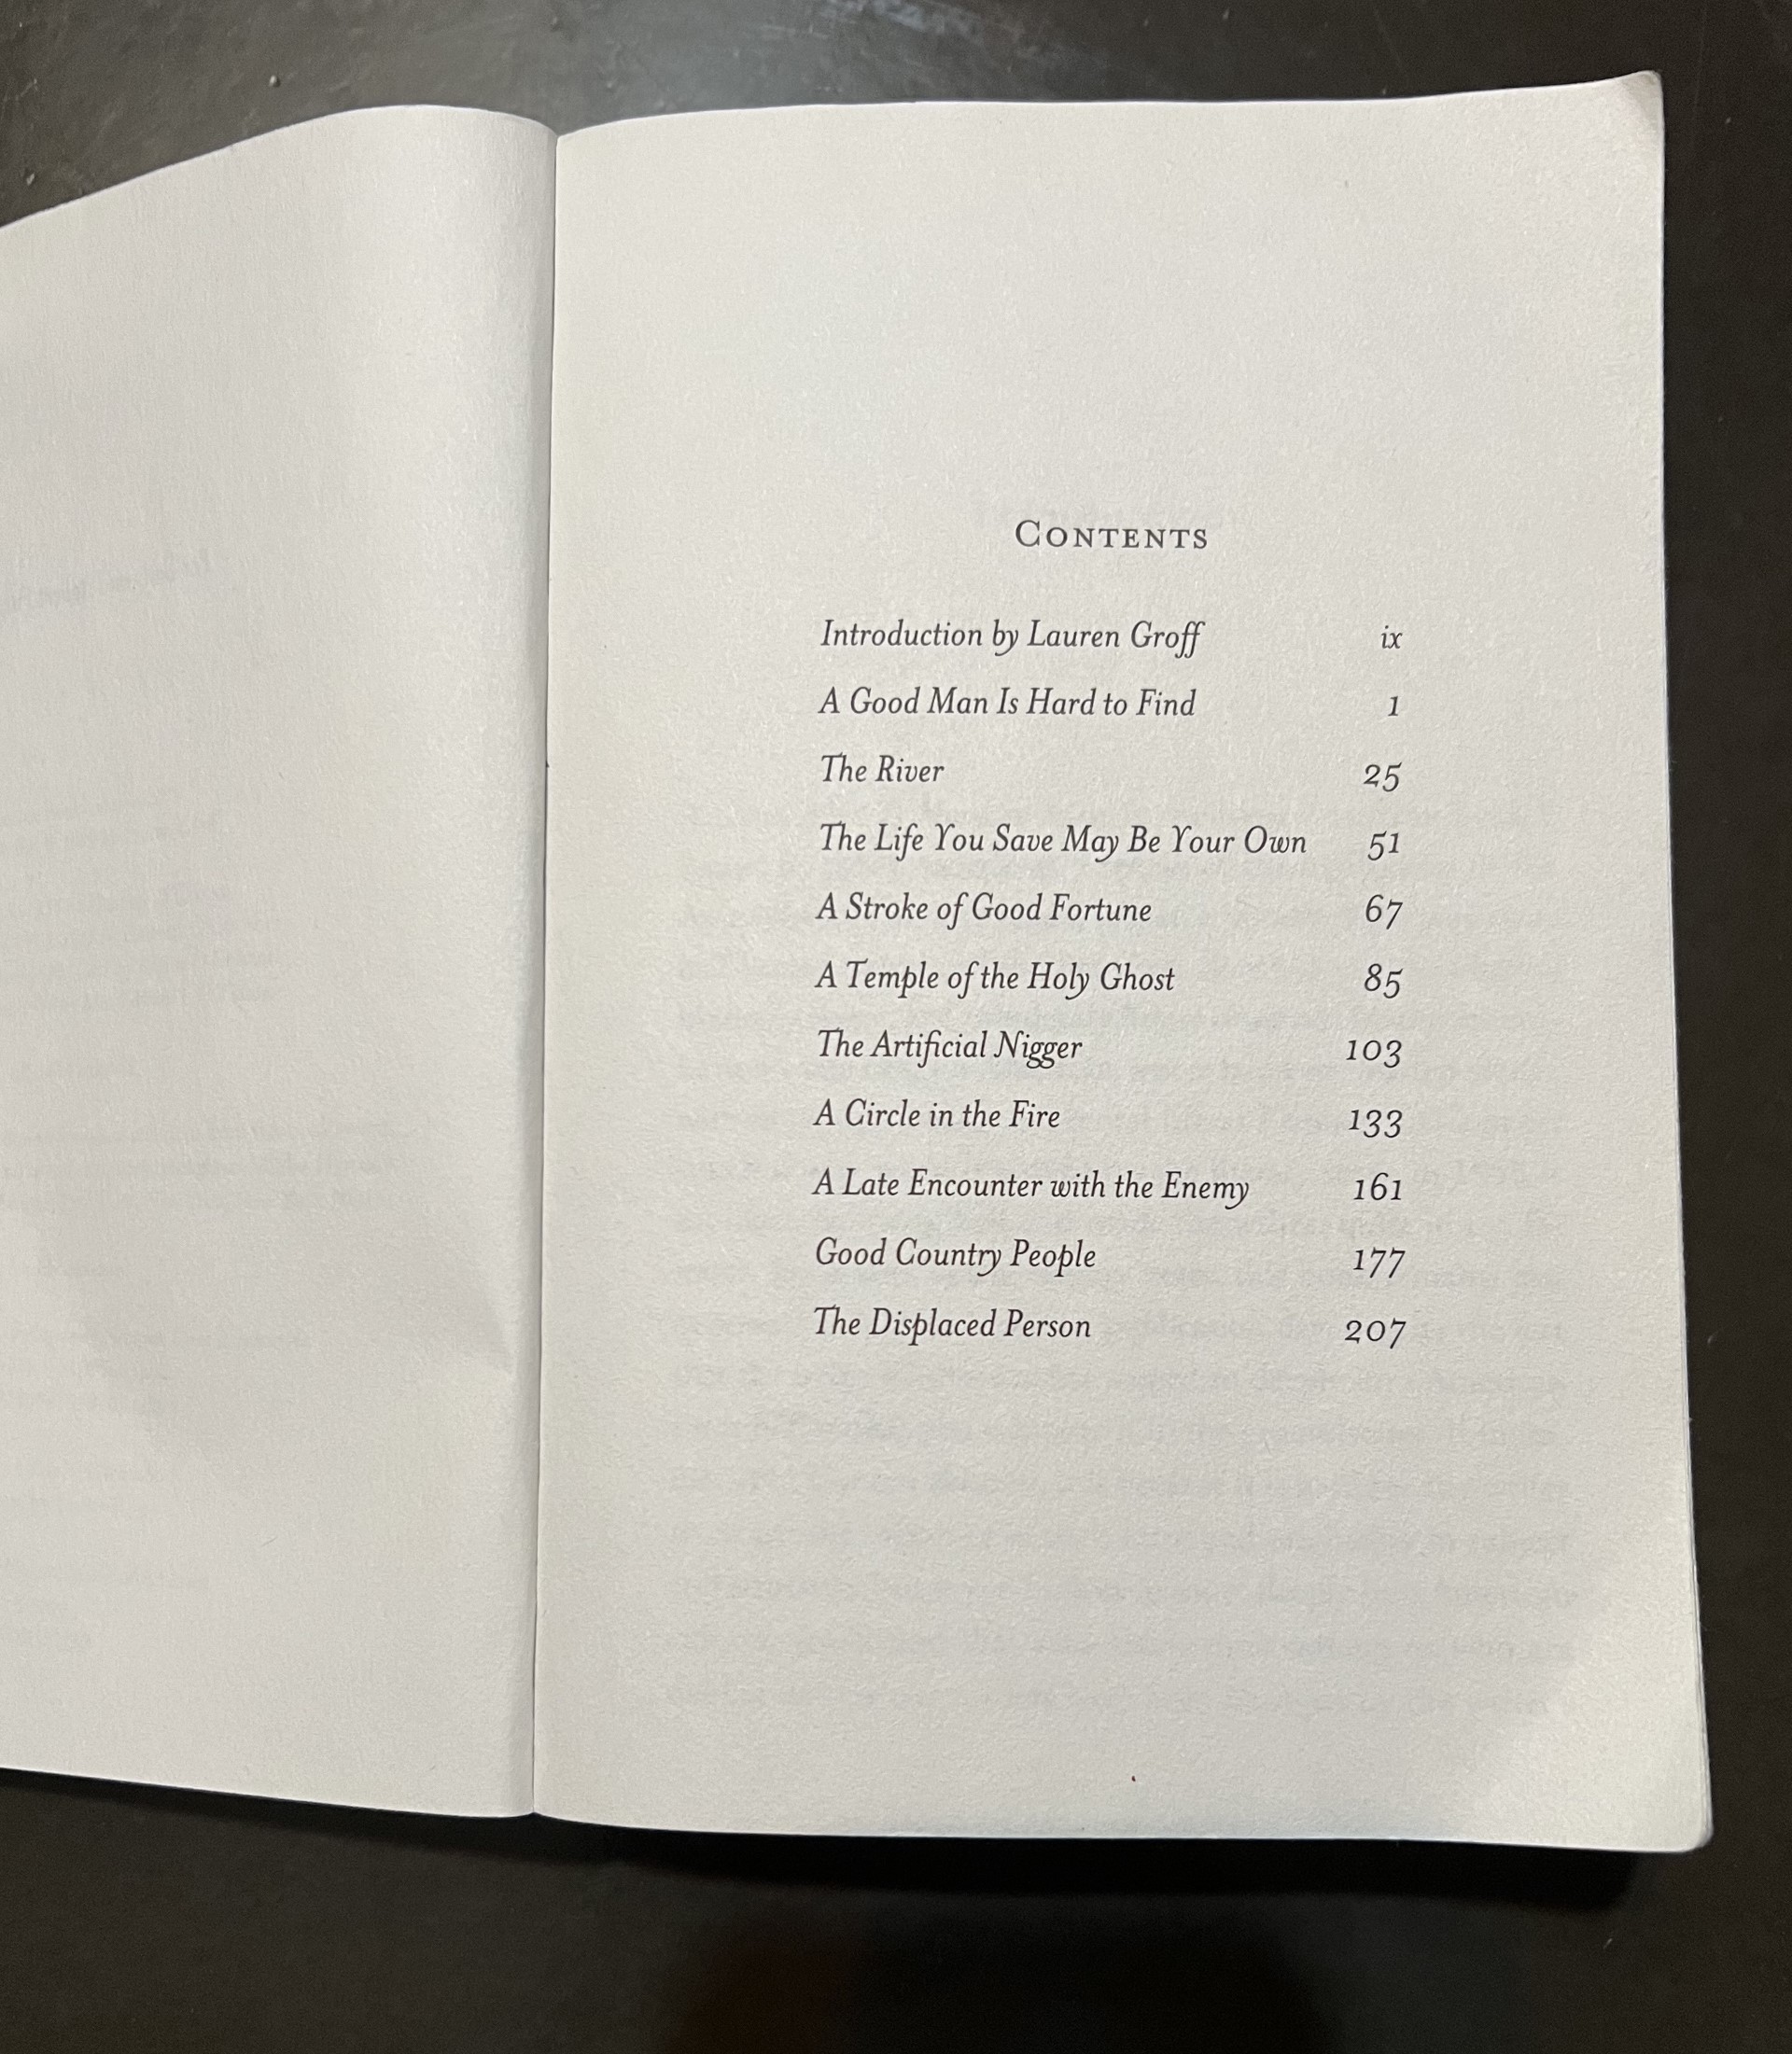 CONTENTS
Introduction by Lauren Groff ix
A Good Man Is Hard to Find 1
The River 25
The Life You Save May Be Your Own 51
A Stroke of Good Fortune 67
A Temple of the Holy Ghost 85
The Artificial Nigger 103
A Circle in the Fire 133
A Late Encounter with the Enemy 161
Good Country People 177
The Displaced Person 207